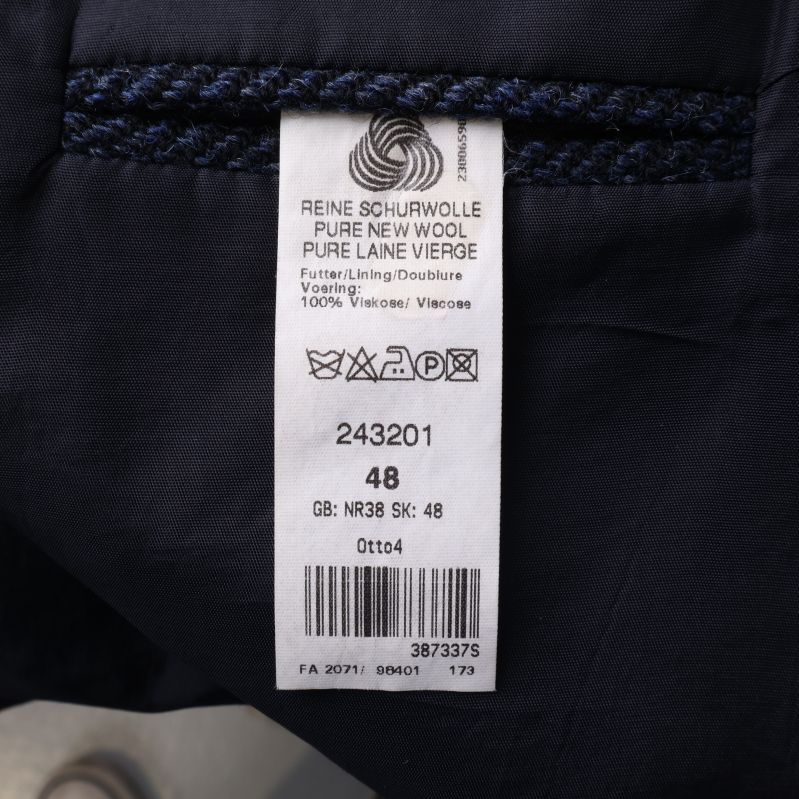 REINE SCHURWOLLE
PURE NEW WOOL
PURE LAINE VIERGE
Futter/Lining/Doublure
Voering:
100% Viskose/ Viscose
P
243201
48
GB: NR38 SK: 48
Otto4
387337S
FA 2071/ 98401 173